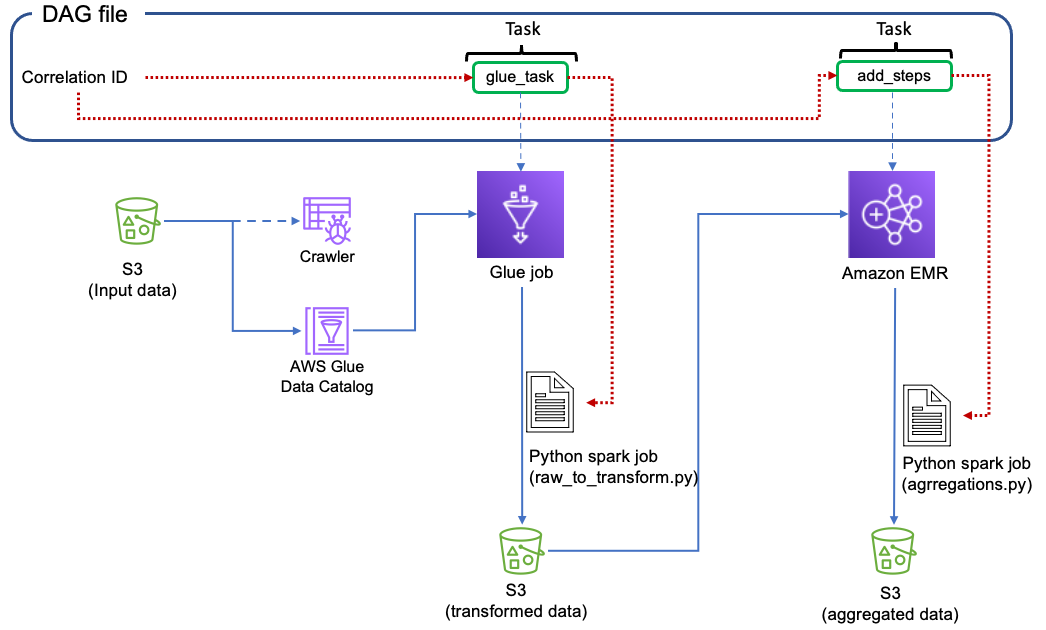 DAG file
Task
Task
Correlation ID
glue_task
add_steps
Crawler
S3
(Input data)
Glue job
Amazon EMR
AWS Glue
Data Catalog
Python spark job
(raw_to_transform.py)
Python spark job
(agrregations.py)
S3
(transformed data)
S3
(aggregated data)